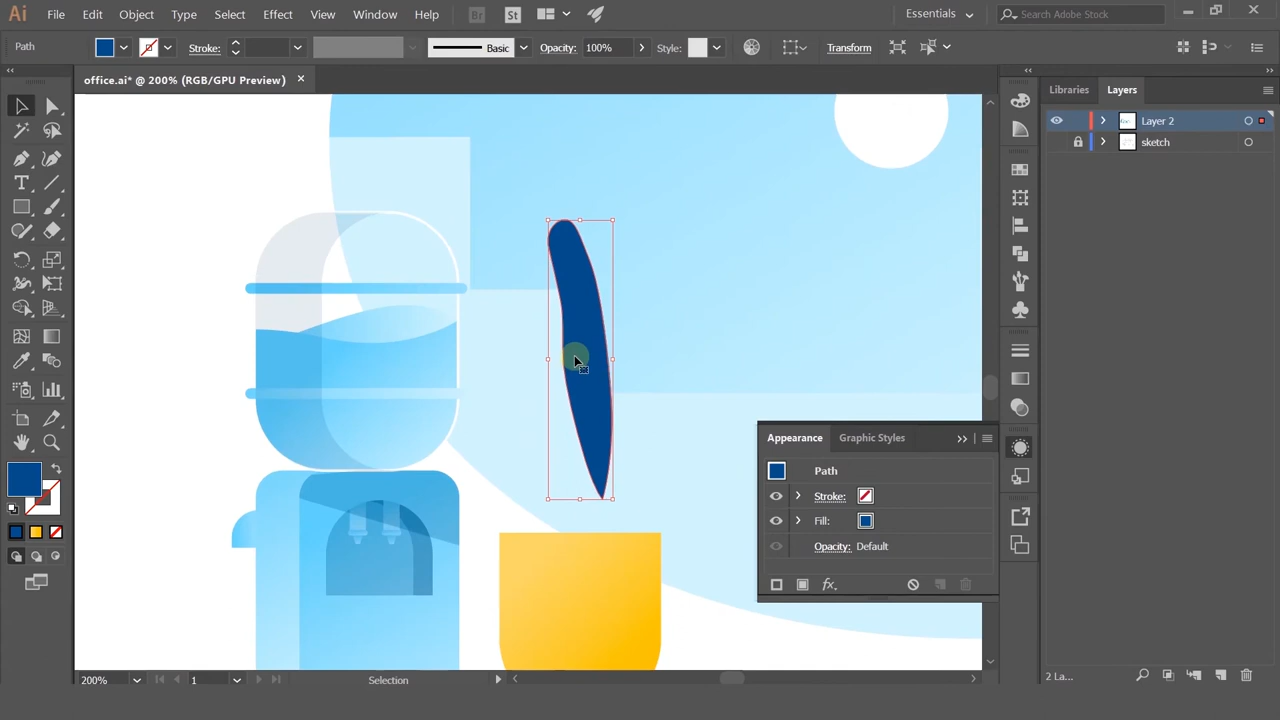 Ai File Edit Object Type Select Effect View Window Help Br St Essentials Search Adobe Stock
Path Stroke: Basic Opacity: 100% Style: Transform
office.ai* @ 200% (RGB/GPU Preview)
Libraries Layers
Layer 2
sketch
Appearance Graphic Styles
Path
Stroke:
Fill:
Opacity: Default
200% 1 Selection
2 La...